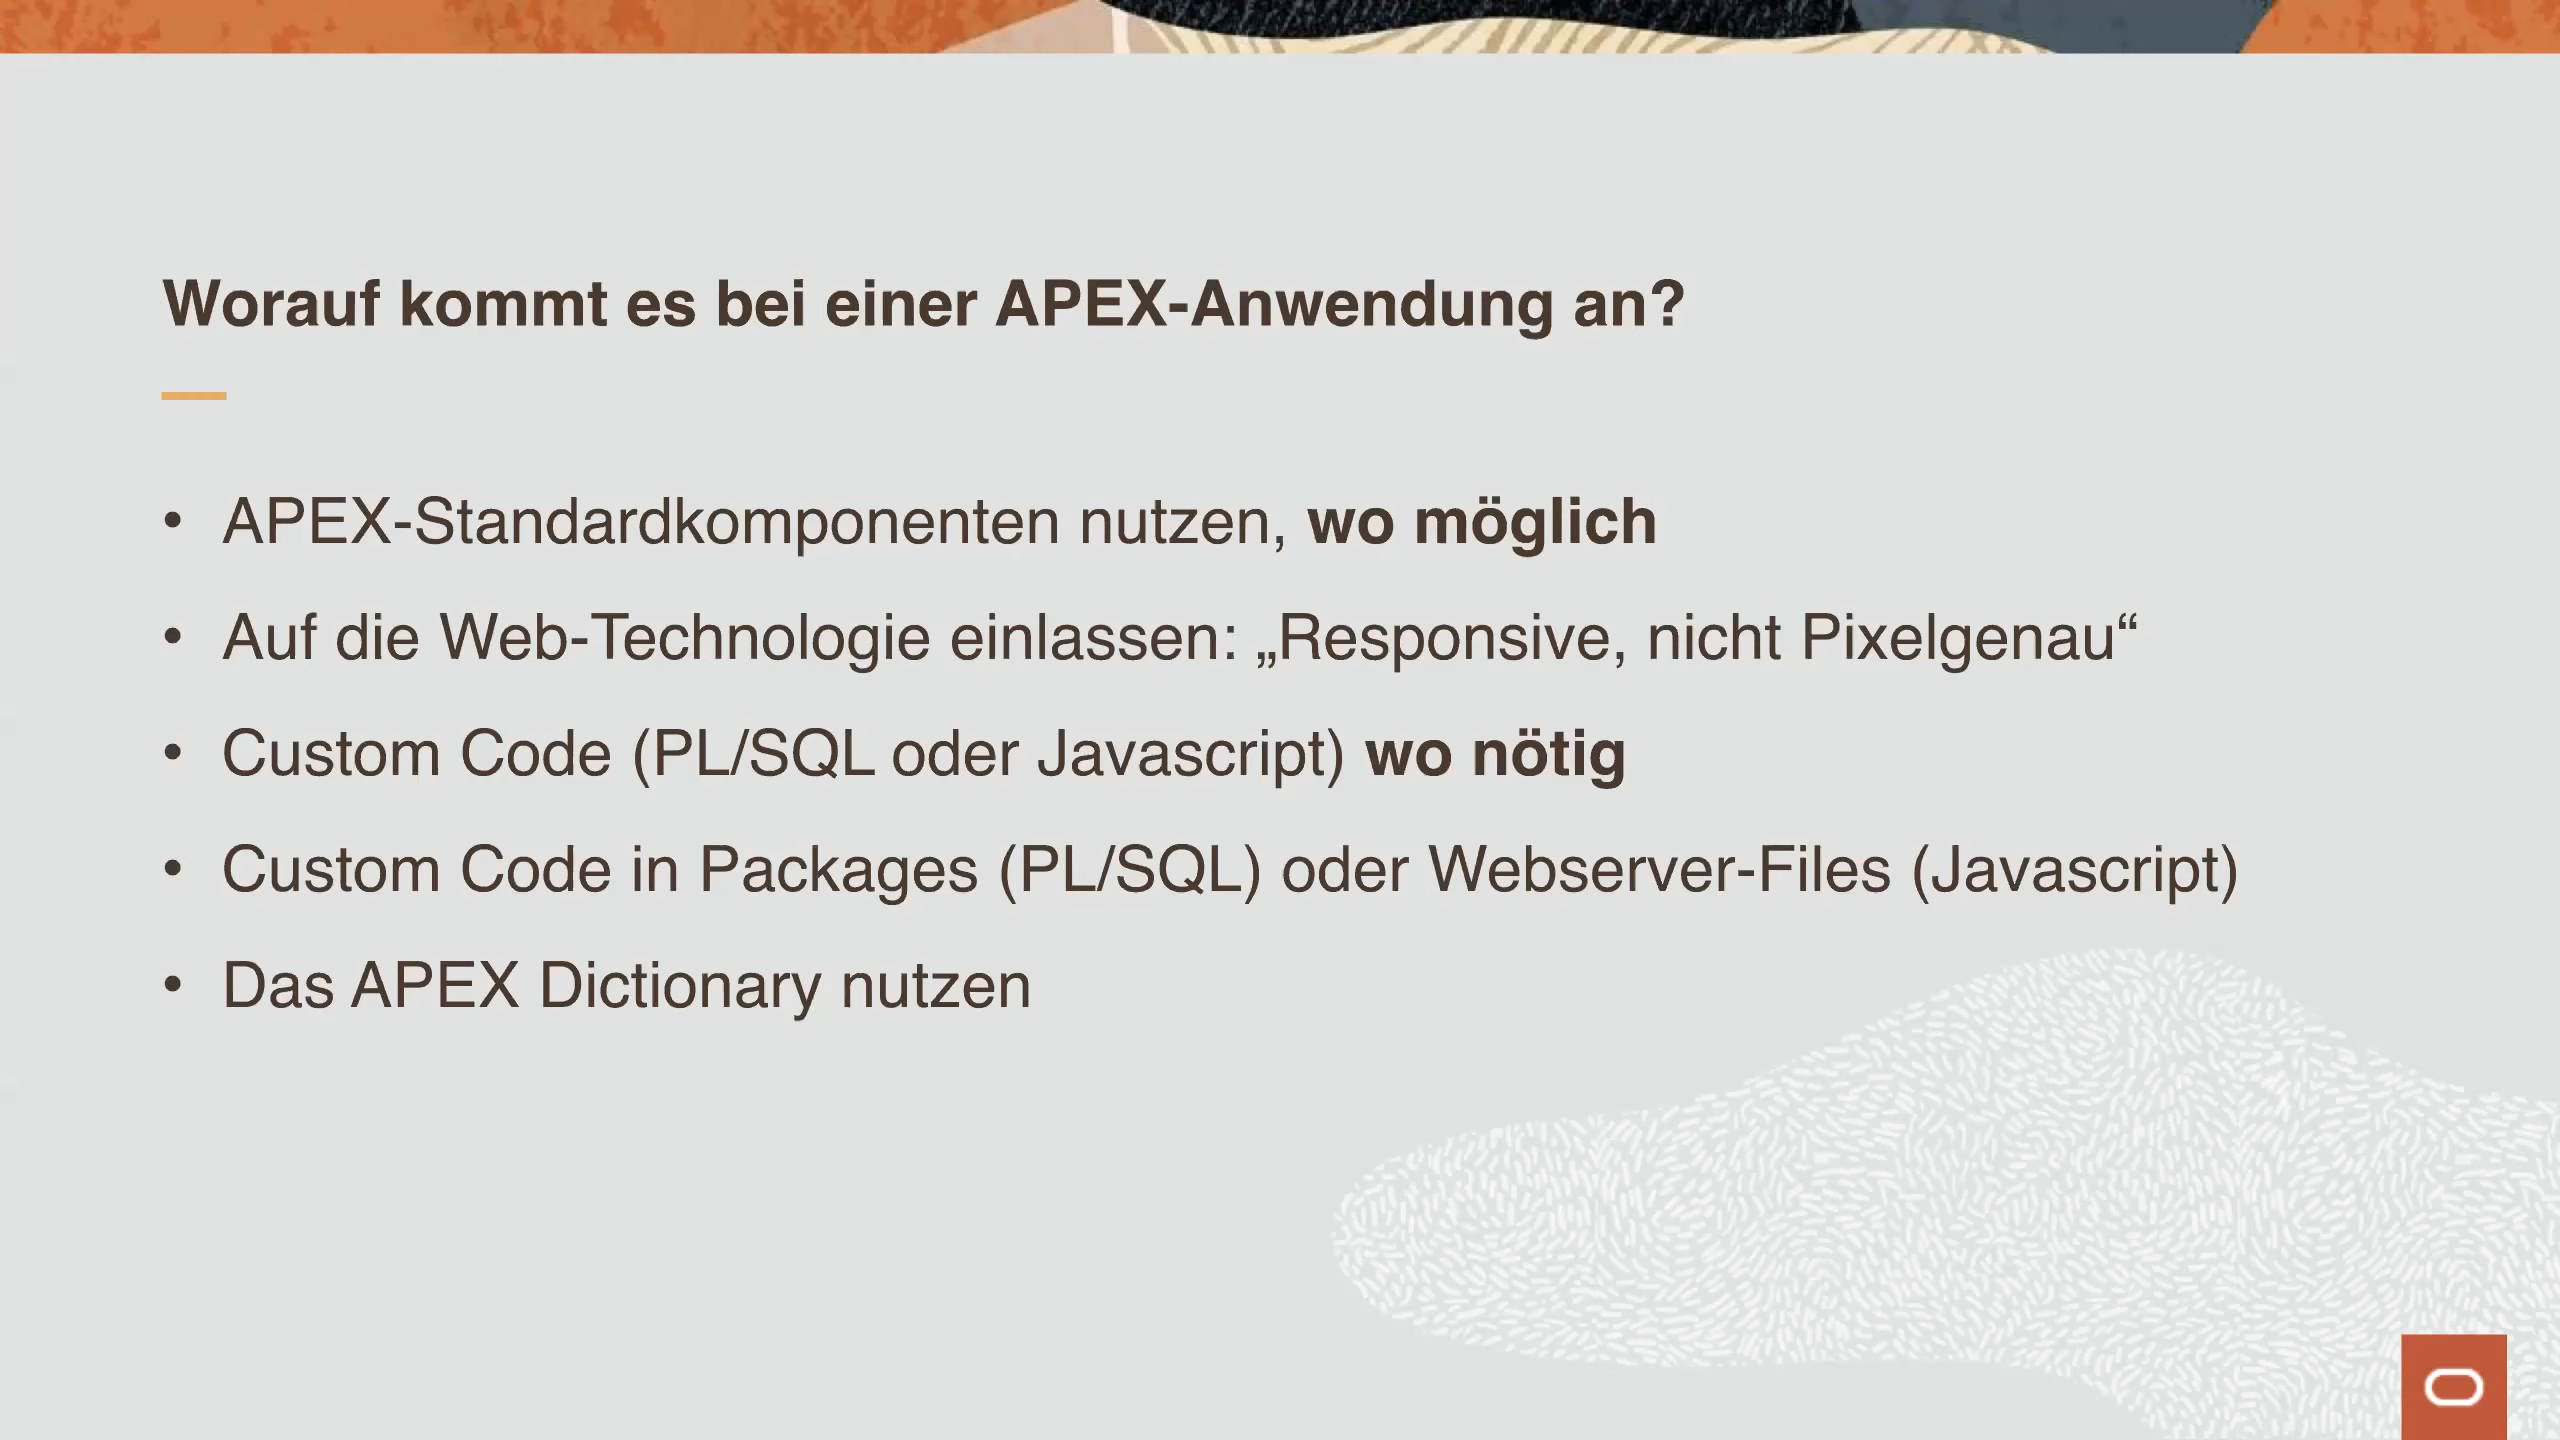 Worauf kommt es bei einer APEX-Anwendung an?
• APEX-Standardkomponenten nutzen, wo möglich
• Auf die Web-Technologie einlassen: „Responsive, nicht Pixelgenau“
• Custom Code (PL/SQL oder Javascript) wo nötig
• Custom Code in Packages (PL/SQL) oder Webserver-Files (Javascript)
• Das APEX Dictionary nutzen